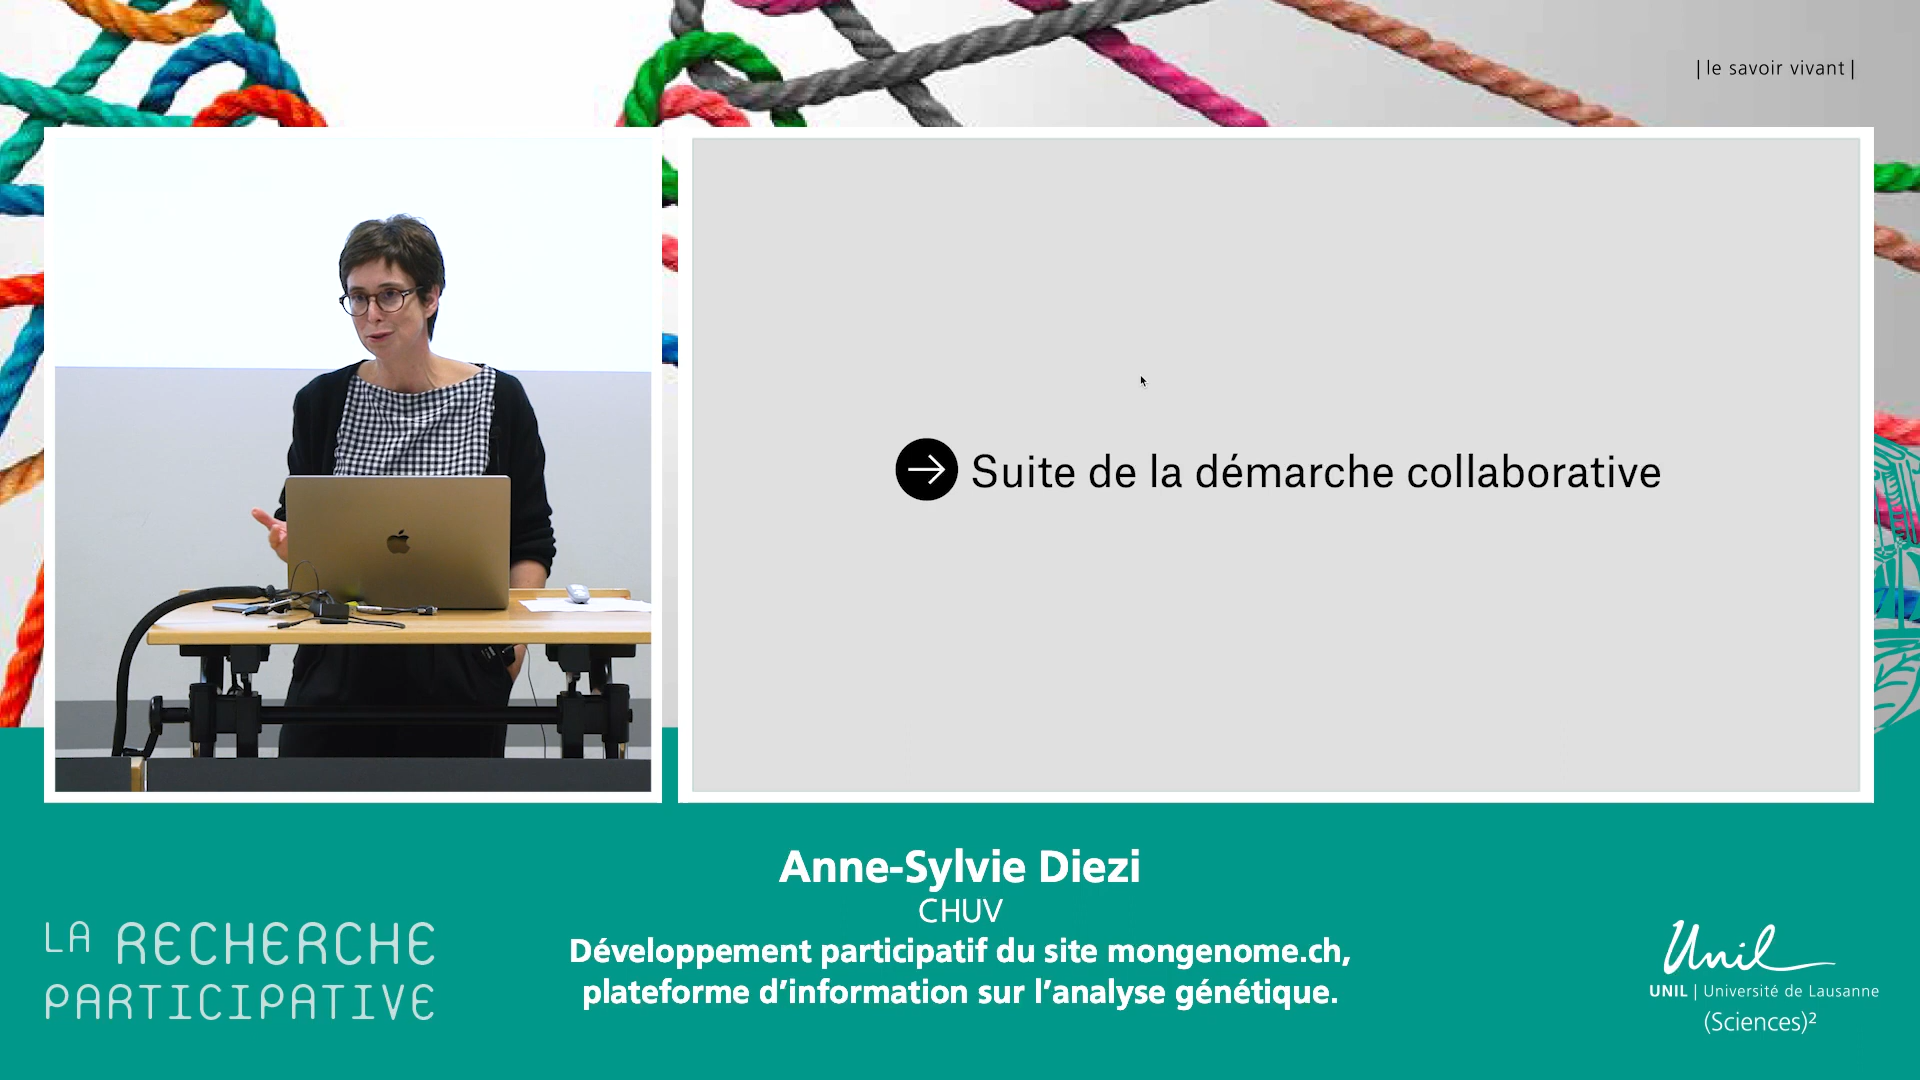 | le savoir vivant |
Suite de la démarche collaborative
Anne-Sylvie Diezi
CHUV
Développement participatif du site mongenome.ch,
plateforme d’information sur l’analyse génétique.
LA RECHERCHE
PARTICIPATIVE
Unil
UNIL | Université de Lausanne
(Sciences)²